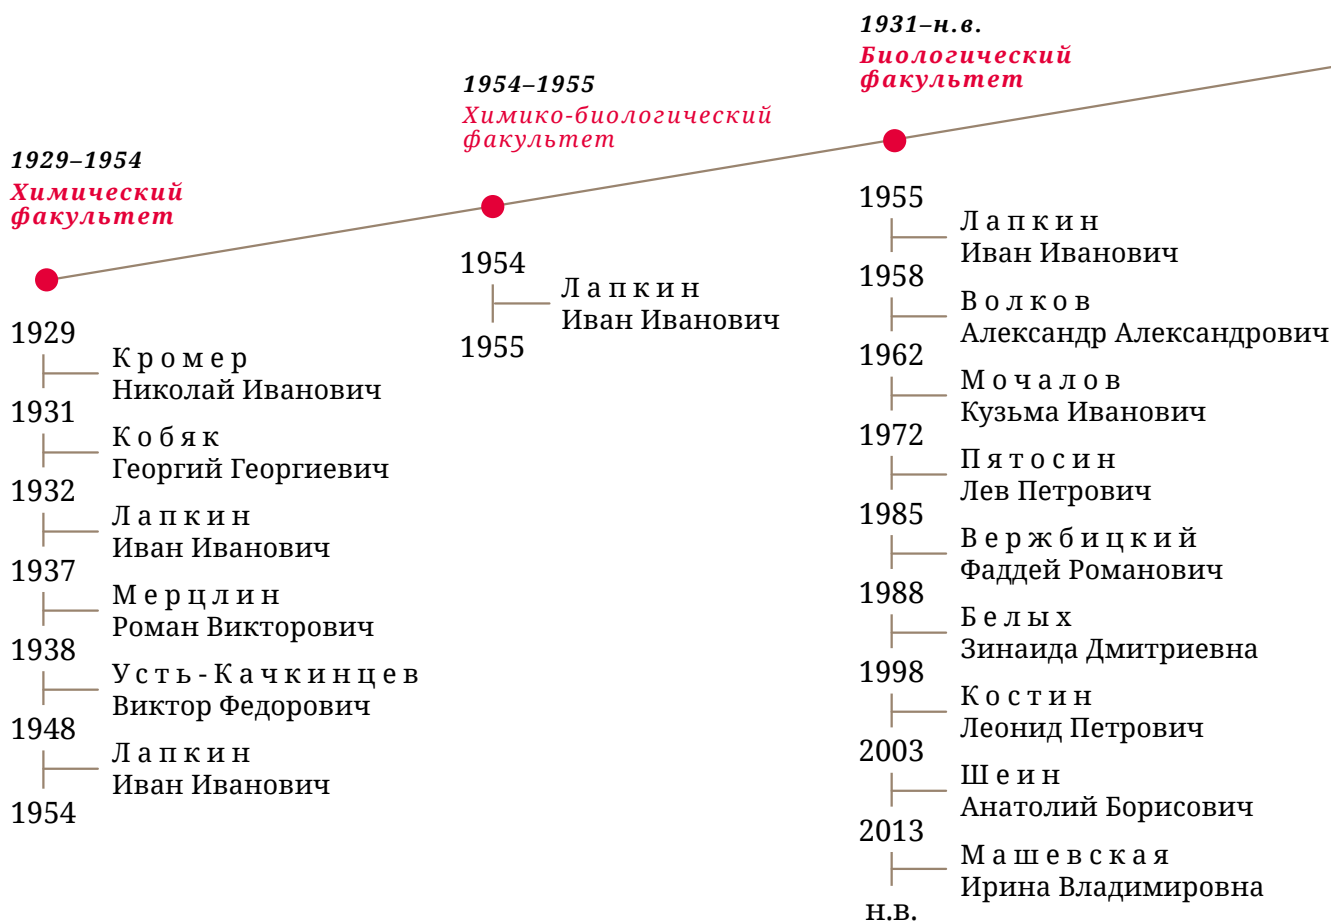 1929–1954
Химический
факультет
1929
Кромер
Николай Иванович
1931
Кобяк
Георгий Георгиевич
1932
Лапкин
Иван Иванович
1937
Мерцлин
Роман Викторович
1938
Усть-Качкинцев
Виктор Федорович
1948
Лапкин
Иван Иванович
1954
1954–1955
Химико-биологический
факультет
1954
Лапкин
Иван Иванович
1955
1931–н.в.
Биологический
факультет
1955
Лапкин
Иван Иванович
1958
Волков
Александр Александрович
1962
Мочалов
Кузьма Иванович
1972
Пятосин
Лев Петрович
1985
Вержбицкий
Фаддей Романович
1988
Белых
Зинаида Дмитриевна
1998
Костин
Леонид Петрович
2003
Шеин
Анатолий Борисович
2013
Машевская
Ирина Владимировна
н.в.